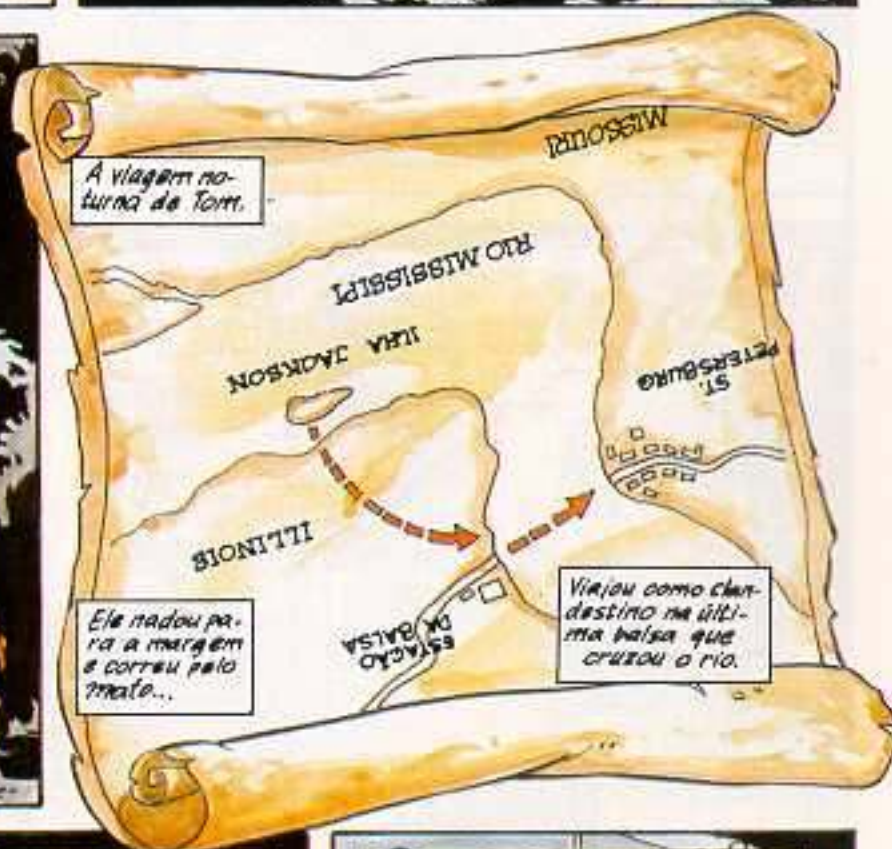 MISSOURI
A viagem no-
turna de Tom.
RIO MISSISSIPI
ILHA JACKSON
ST.
PETERSBURG
ILLINOIS
Ele nadou pa-
ra a margem
e correu pelo
mato...
ESTAÇÃO
DA BALSA
Viajou como clan-
destino na últi-
ma balsa que
cruzou o rio.